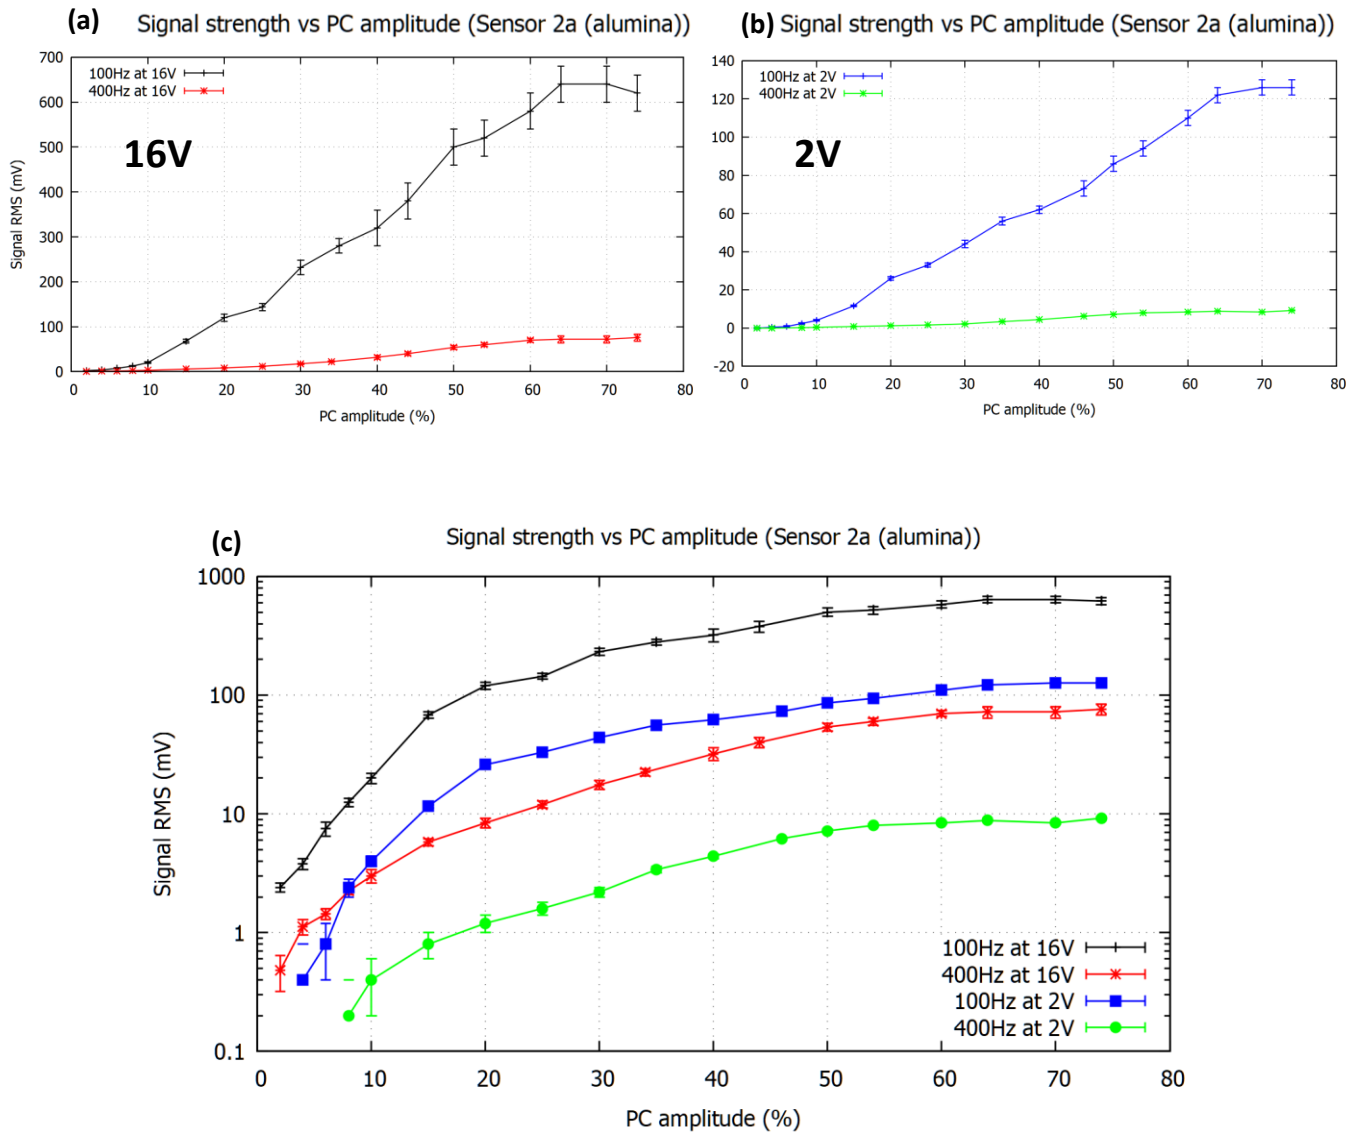 (a) Signal strength vs PC amplitude (Sensor 2a (alumina))
700
600
500
400
300
200
100
0
Signal RMS (mV)
100Hz at 16V
400Hz at 16V
16V
0 10 20 30 40 50 60 70 80
PC amplitude (%)
(b) Signal strength vs PC amplitude (Sensor 2a (alumina))
140
120
100
80
60
40
20
0
-20
100Hz at 2V
400Hz at 2V
2V
0 10 20 30 40 50 60 70 80
PC amplitude (%)
(c) Signal strength vs PC amplitude (Sensor 2a (alumina))
1000
100
10
1
0.1
Signal RMS (mV)
100Hz at 16V
400Hz at 16V
100Hz at 2V
400Hz at 2V
0 10 20 30 40 50 60 70 80
PC amplitude (%)